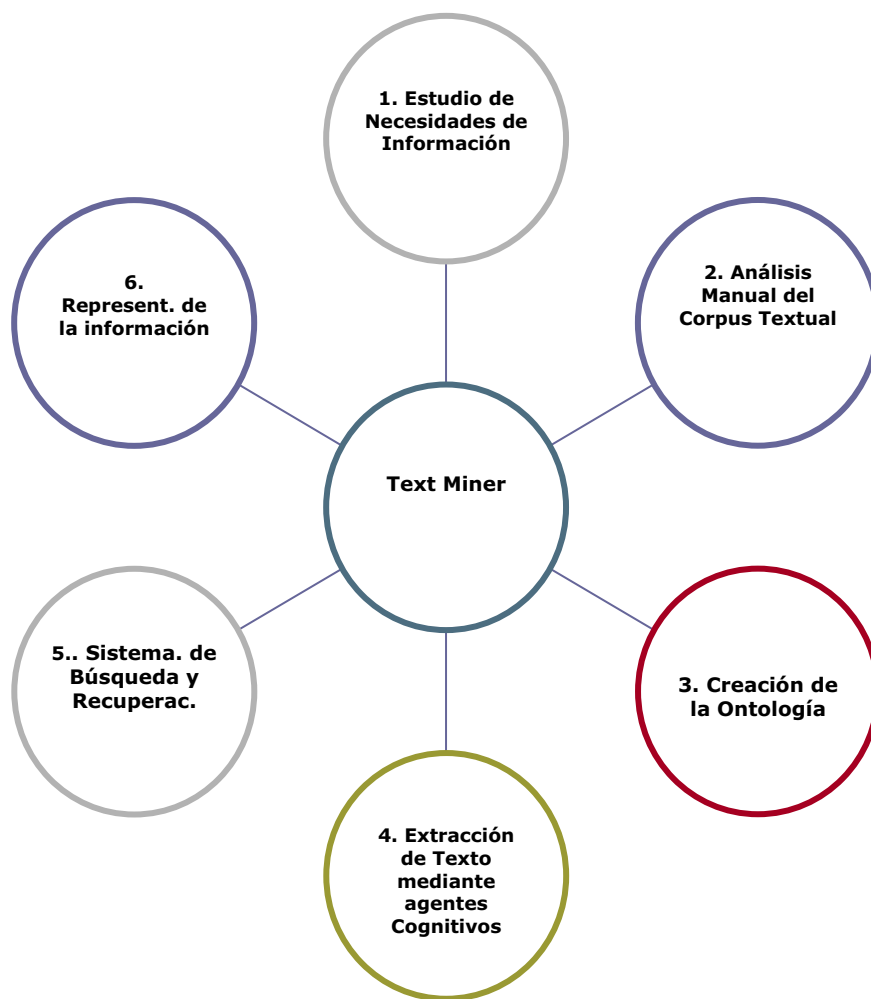 1. Estudio de
Necesidades de
Información
2. Análisis
Manual del
Corpus Textual
3. Creación de
la Ontología
4. Extracción
de Texto
mediante
agentes
Cognitivos
5.. Sistema. de
Búsqueda y
Recuperac.
6.
Represent. de
la información
Text Miner